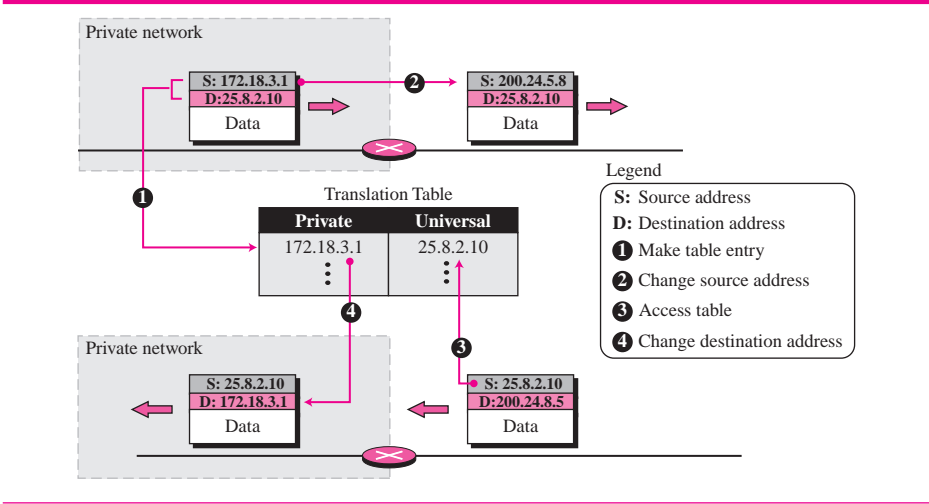 Private network
S: 172.18.3.1
D:25.8.2.10
Data
2
S: 200.24.5.8
D:25.8.2.10
Data
1
Translation Table
Private Universal
172.18.3.1 25.8.2.10
4
3
Legend
S: Source address
D: Destination address
1 Make table entry
2 Change source address
3 Access table
4 Change destination address
Private network
S: 25.8.2.10
D: 172.18.3.1
Data
S: 25.8.2.10
D:200.24.8.5
Data